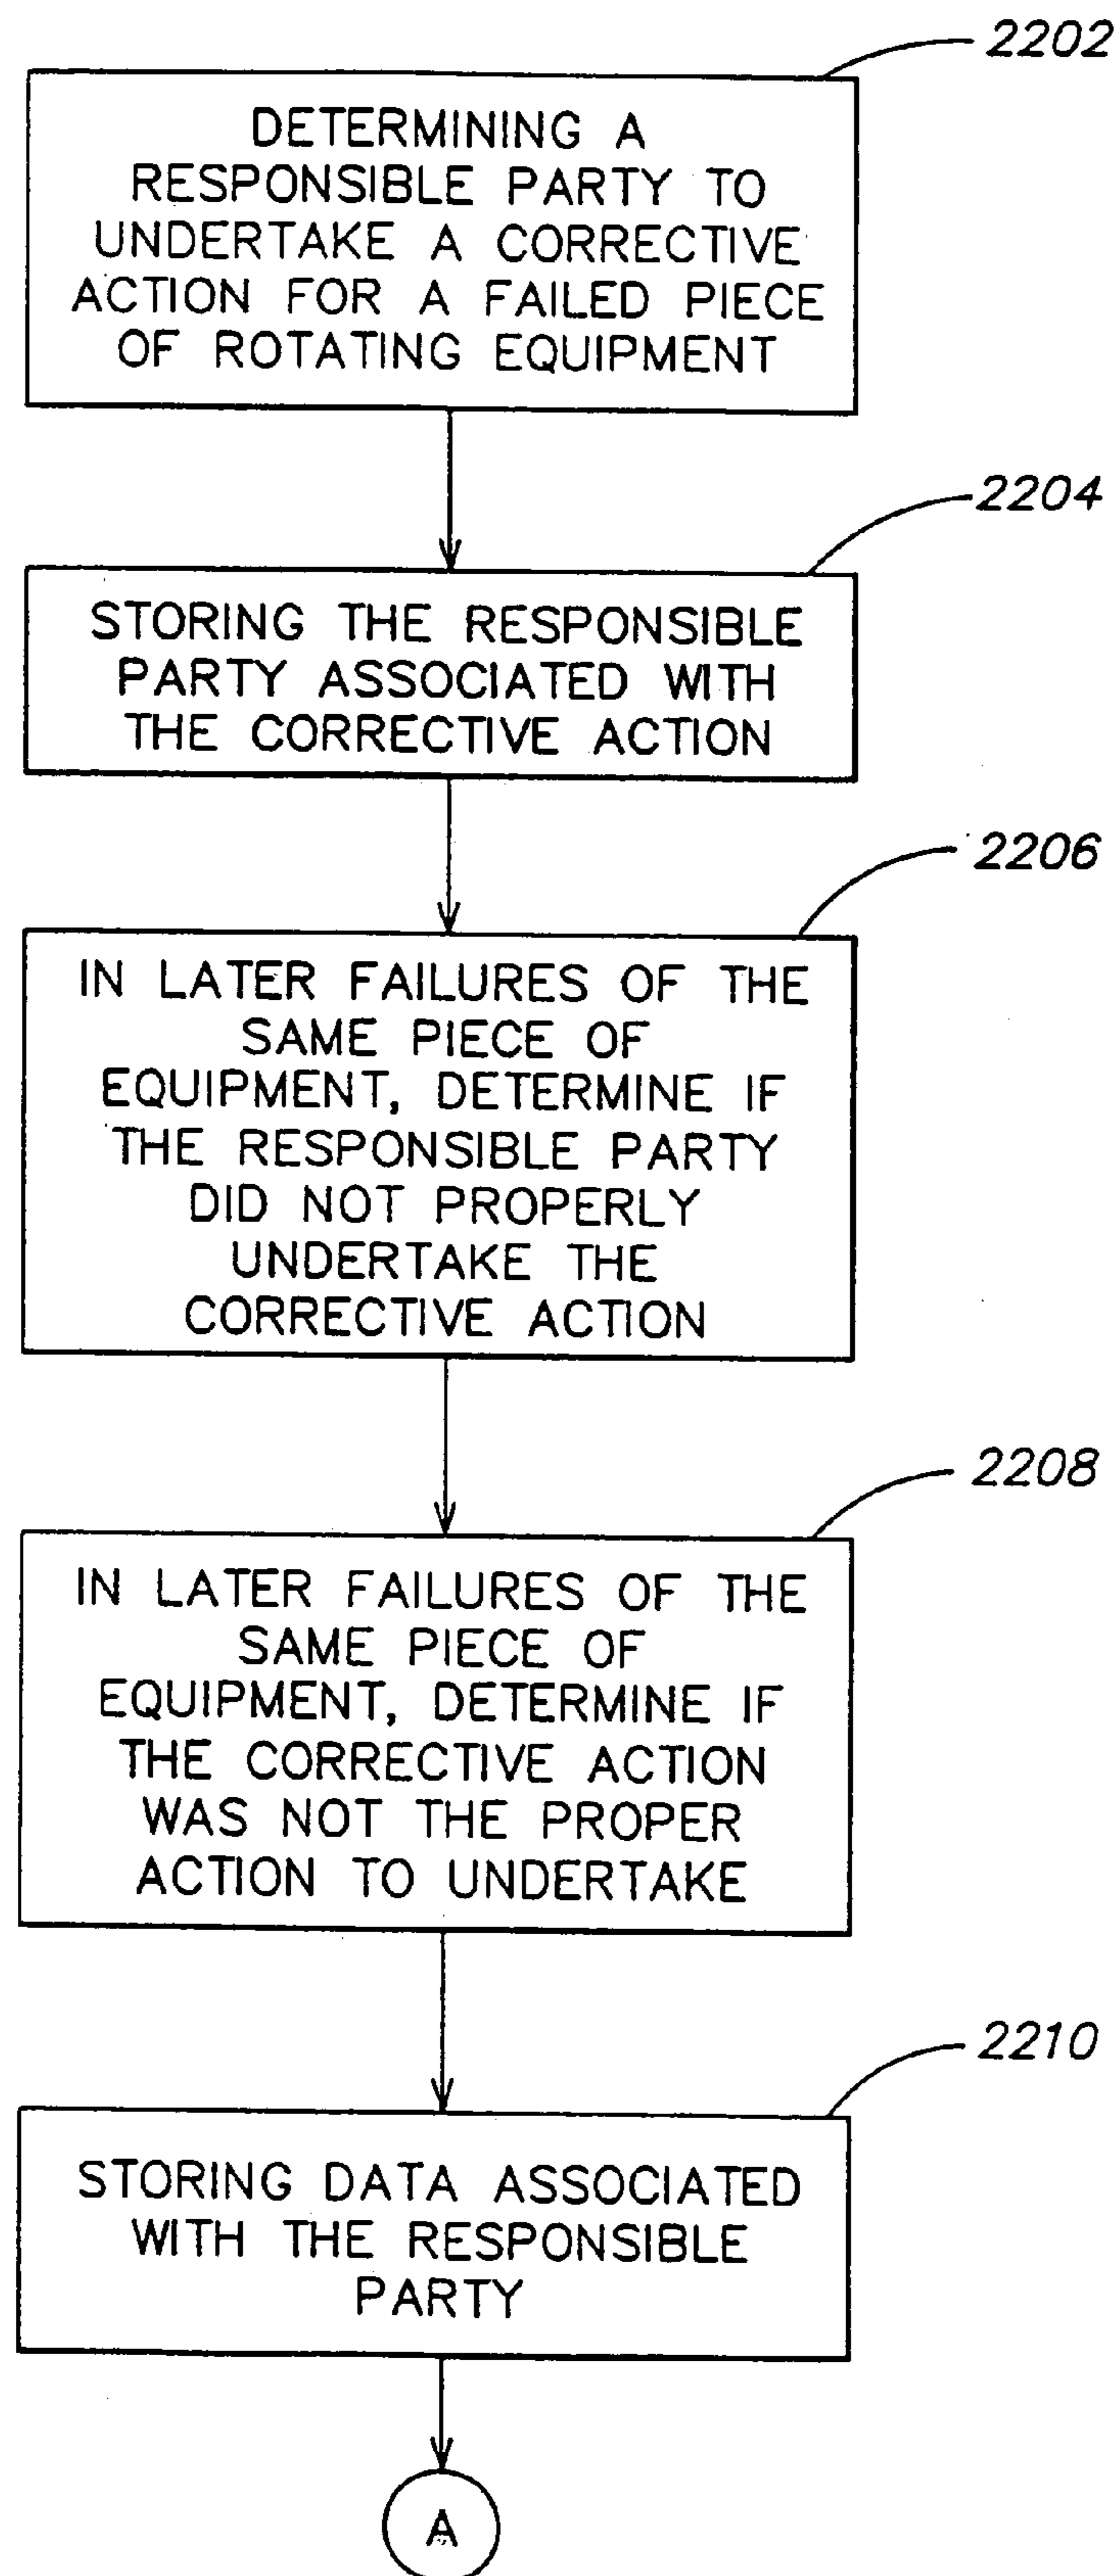 2202
DETERMINING A
RESPONSIBLE PARTY TO
UNDERTAKE A CORRECTIVE
ACTION FOR A FAILED PIECE
OF ROTATING EQUIPMENT
2204
STORING THE RESPONSIBLE
PARTY ASSOCIATED WITH
THE CORRECTIVE ACTION
2206
IN LATER FAILURES OF THE
SAME PIECE OF
EQUIPMENT, DETERMINE IF
THE RESPONSIBLE PARTY
DID NOT PROPERLY
UNDERTAKE THE
CORRECTIVE ACTION
2208
IN LATER FAILURES OF THE
SAME PIECE OF
EQUIPMENT, DETERMINE IF
THE CORRECTIVE ACTION
WAS NOT THE PROPER
ACTION TO UNDERTAKE
2210
STORING DATA ASSOCIATED
WITH THE RESPONSIBLE
PARTY
A